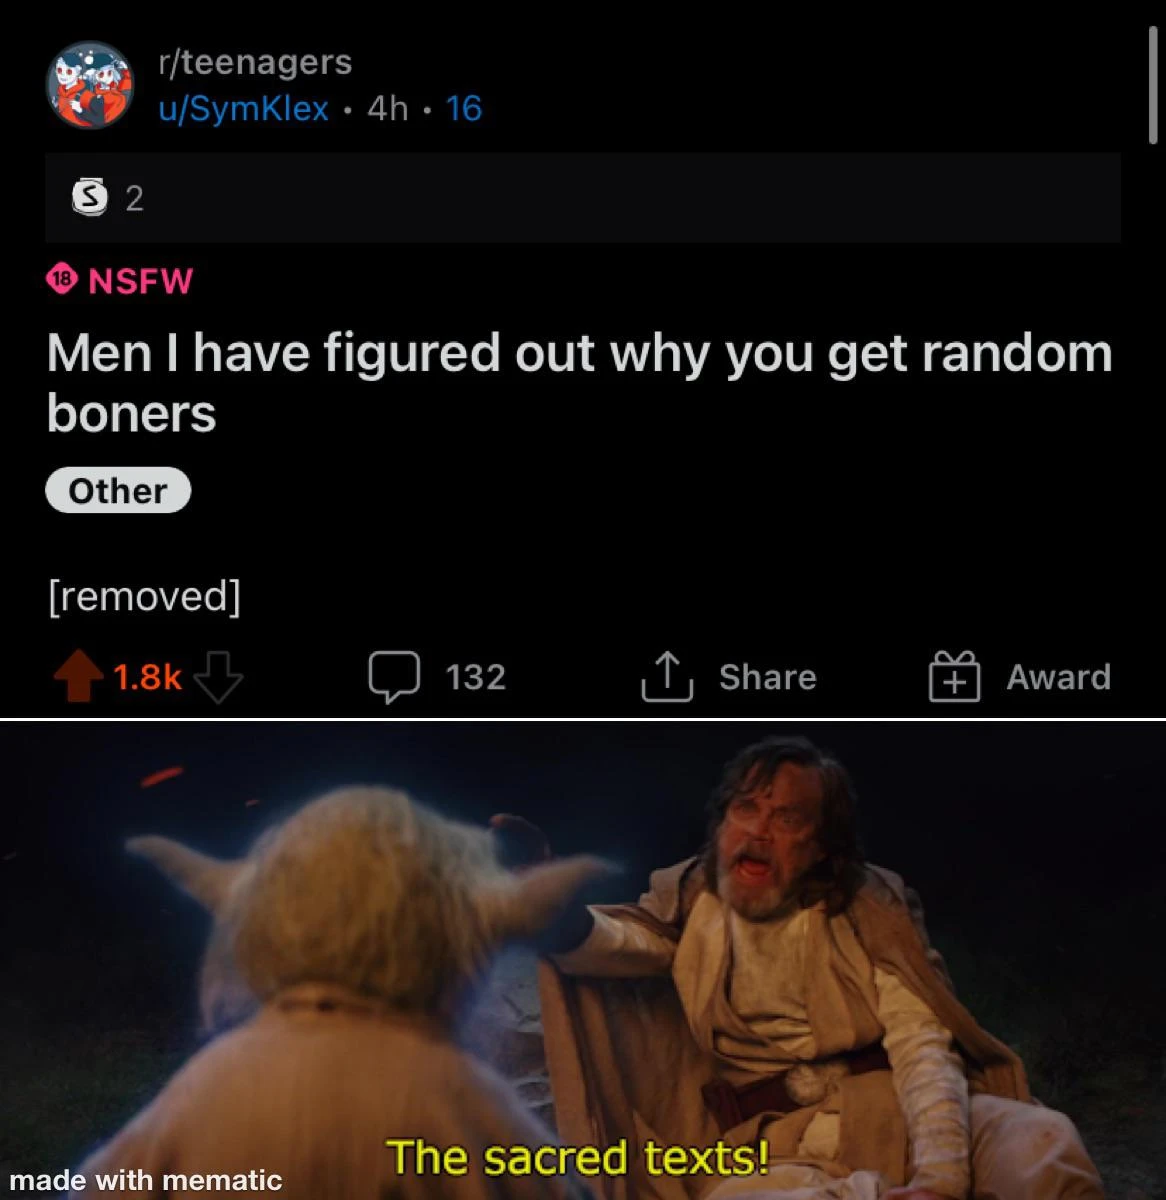 r/teenagers
u/SymKlex • 4h • 16
S 2
18 NSFW
Men I have figured out why you get random
boners
Other
[removed]
1.8k 132 Share Award
The sacred texts!
made with mematic